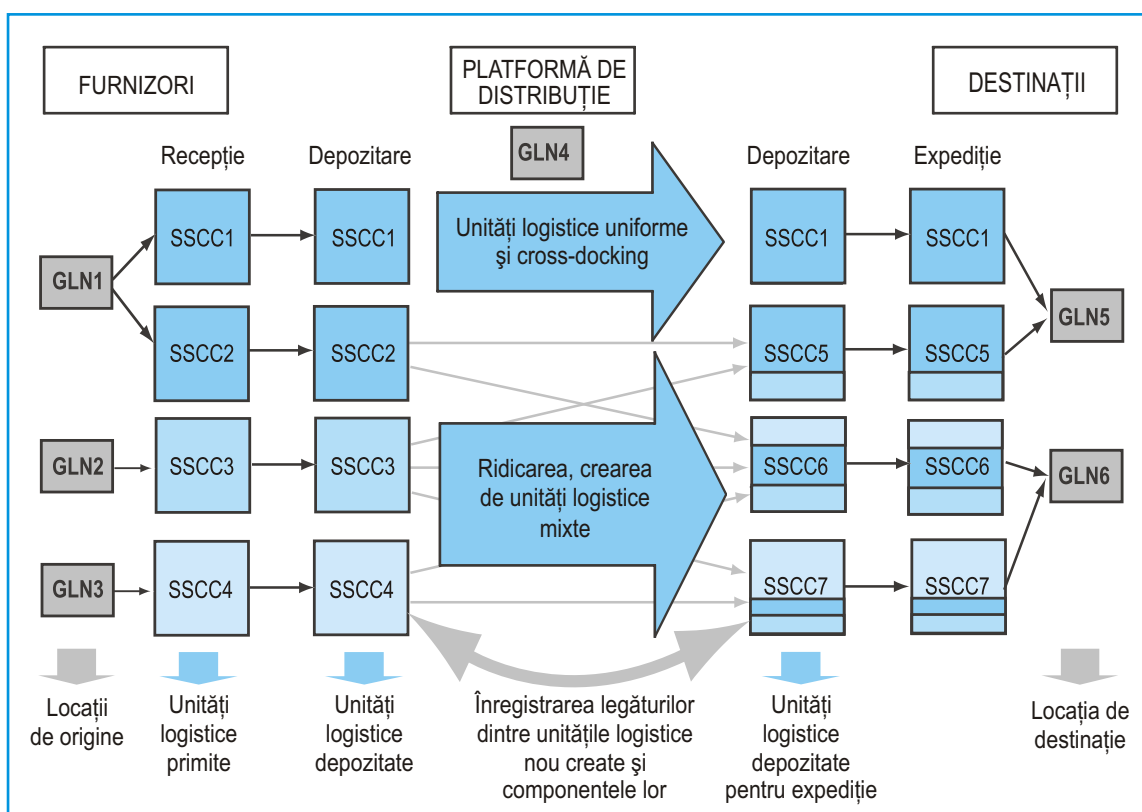 FURNIZORI
PLATFORMĂ DE
DISTRIBUȚIE
DESTINAȚII
Recepție
Depozitare
GLN4
Depozitare
Expediție
SSCC1
SSCC1
Unități logistice uniforme
şi cross-docking
SSCC1
SSCC1
GLN1
GLN5
SSCC2
SSCC2
SSCC5
SSCC5
GLN2
SSCC3
SSCC3
Ridicarea, crearea
de unități logistice
mixte
SSCC6
SSCC6
GLN6
GLN3
SSCC4
SSCC4
SSCC7
SSCC7
Locații
de origine
Unități
logistice
primite
Unități
logistice
depozitate
Înregistrarea legăturilor
dintre unitățile logistice
nou create şi
componentele lor
Unități
logistice
depozitate
pentru expediție
Locația de
destinație